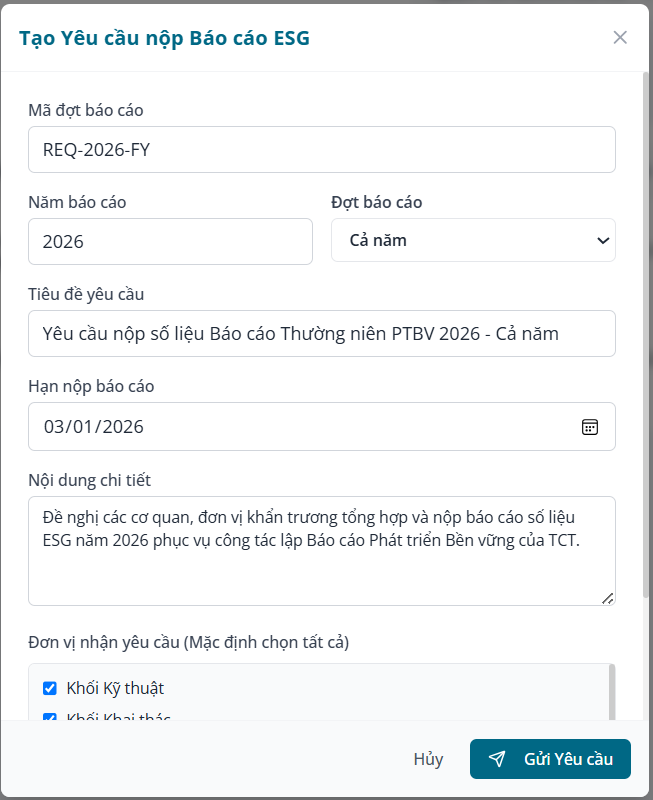 Tạo Yêu cầu nộp Báo cáo ESG
Mã đợt báo cáo
REQ-2026-FY
Năm báo cáo
Đợt báo cáo
2026
Cả năm
Tiêu đề yêu cầu
Yêu cầu nộp số liệu Báo cáo Thường niên PTBV 2026 - Cả năm
Hạn nộp báo cáo
03/01/2026
Nội dung chi tiết
Đề nghị các cơ quan, đơn vị khẩn trương tổng hợp và nộp báo cáo số liệu
ESG năm 2026 phục vụ công tác lập Báo cáo Phát triển Bền vững của TCT.
Đơn vị nhận yêu cầu (Mặc định chọn tất cả)
Khối Kỹ thuật
Khối Khai thác
Hủy
Gửi Yêu cầu